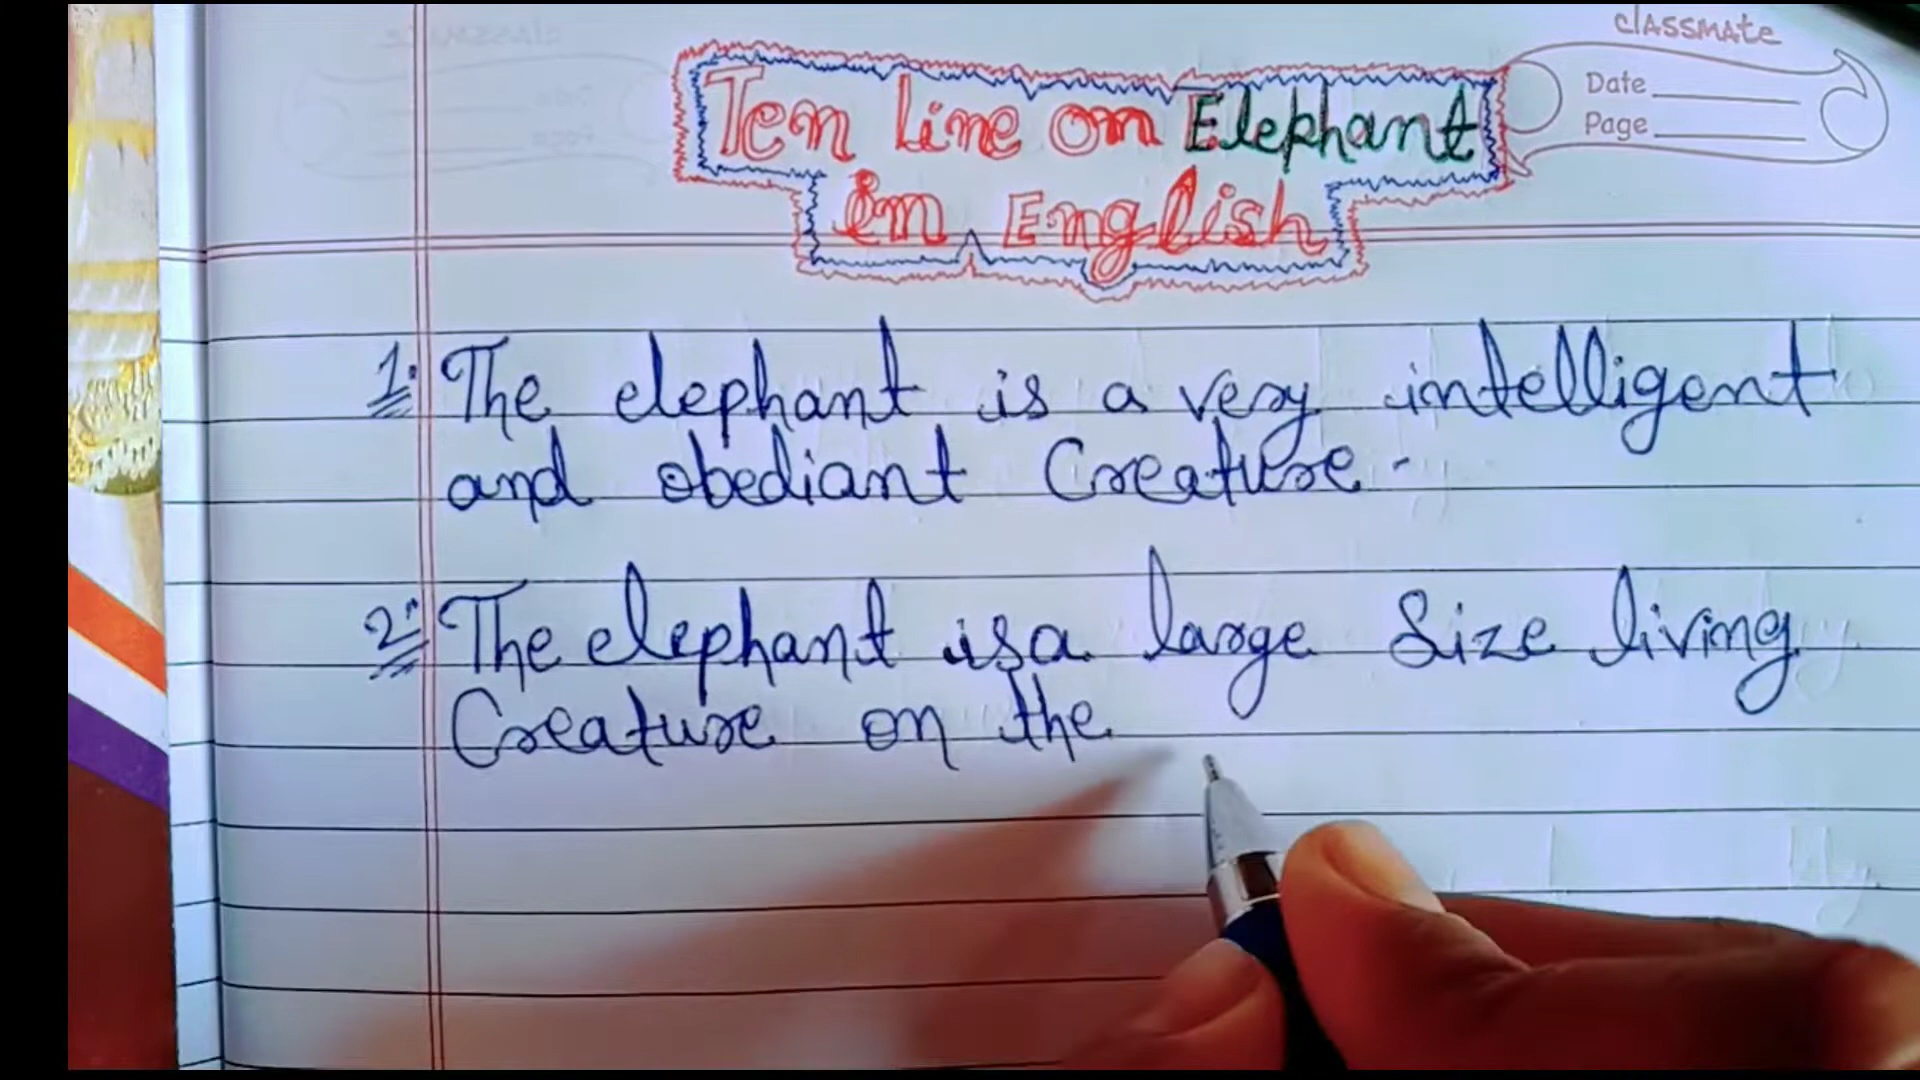 classmate
Date
Page
Ten line on Elephant
in English
1. The elephant is a very intelligent
and obediant Creature.
2. The elephant is a large Size living
Creature on the